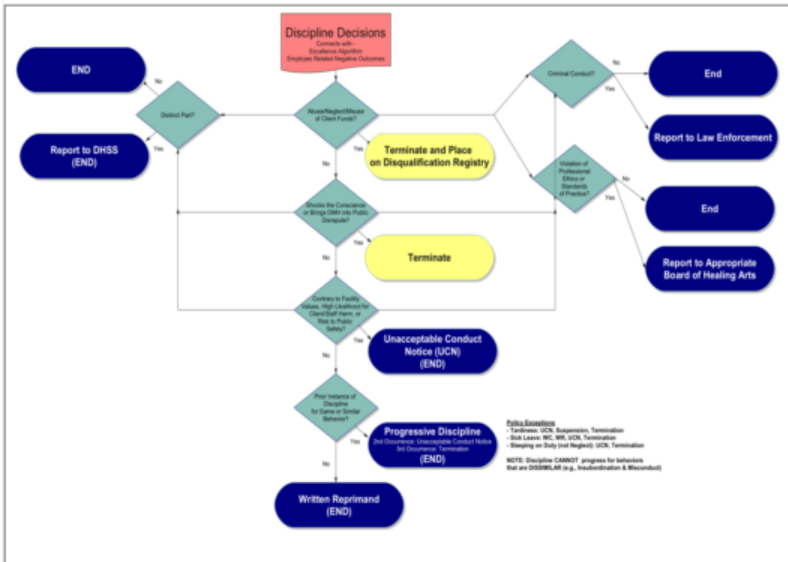 Discipline Decisions
Connects with -
Excellence Algorithm
Employee Related Negative Outcomes
END
No
Distinct Part?
Yes
Report to DHSS
(END)
Abuse/Neglect/Misuse
of Client Funds?
Yes
Terminate and Place
on Disqualification Registry
No
Criminal Conduct?
No
End
Yes
Report to Law Enforcement
Violation of
Professional
Ethics or
Standards
of Practice?
No
End
Yes
Report to Appropriate
Board of Healing Arts
Shocks the Conscience
or Brings DMH into Public
Disrepute?
Yes
Terminate
No
Contrary to Facility
Values, High Likelihood for
Client/Staff Harm, or
Risk to Public
Safety?
Yes
Unacceptable Conduct
Notice (UCN)
(END)
No
Prior Instance of
Discipline
for Same or Similar
Behavior?
Yes
Progressive Discipline
2nd Occurrence: Unacceptable Conduct Notice
3rd Occurrence: Termination
(END)
No
Written Reprimand
(END)
Policy Exceptions
- Tardiness: UCN, Suspension, Termination
- Sick Leave: WC, WR, UCN, Termination
- Sleeping on Duty (not Neglect): UCN, Termination
NOTE: Discipline CANNOT progress for behaviors
that are DISSIMILAR (e.g., Insubordination & Misconduct)